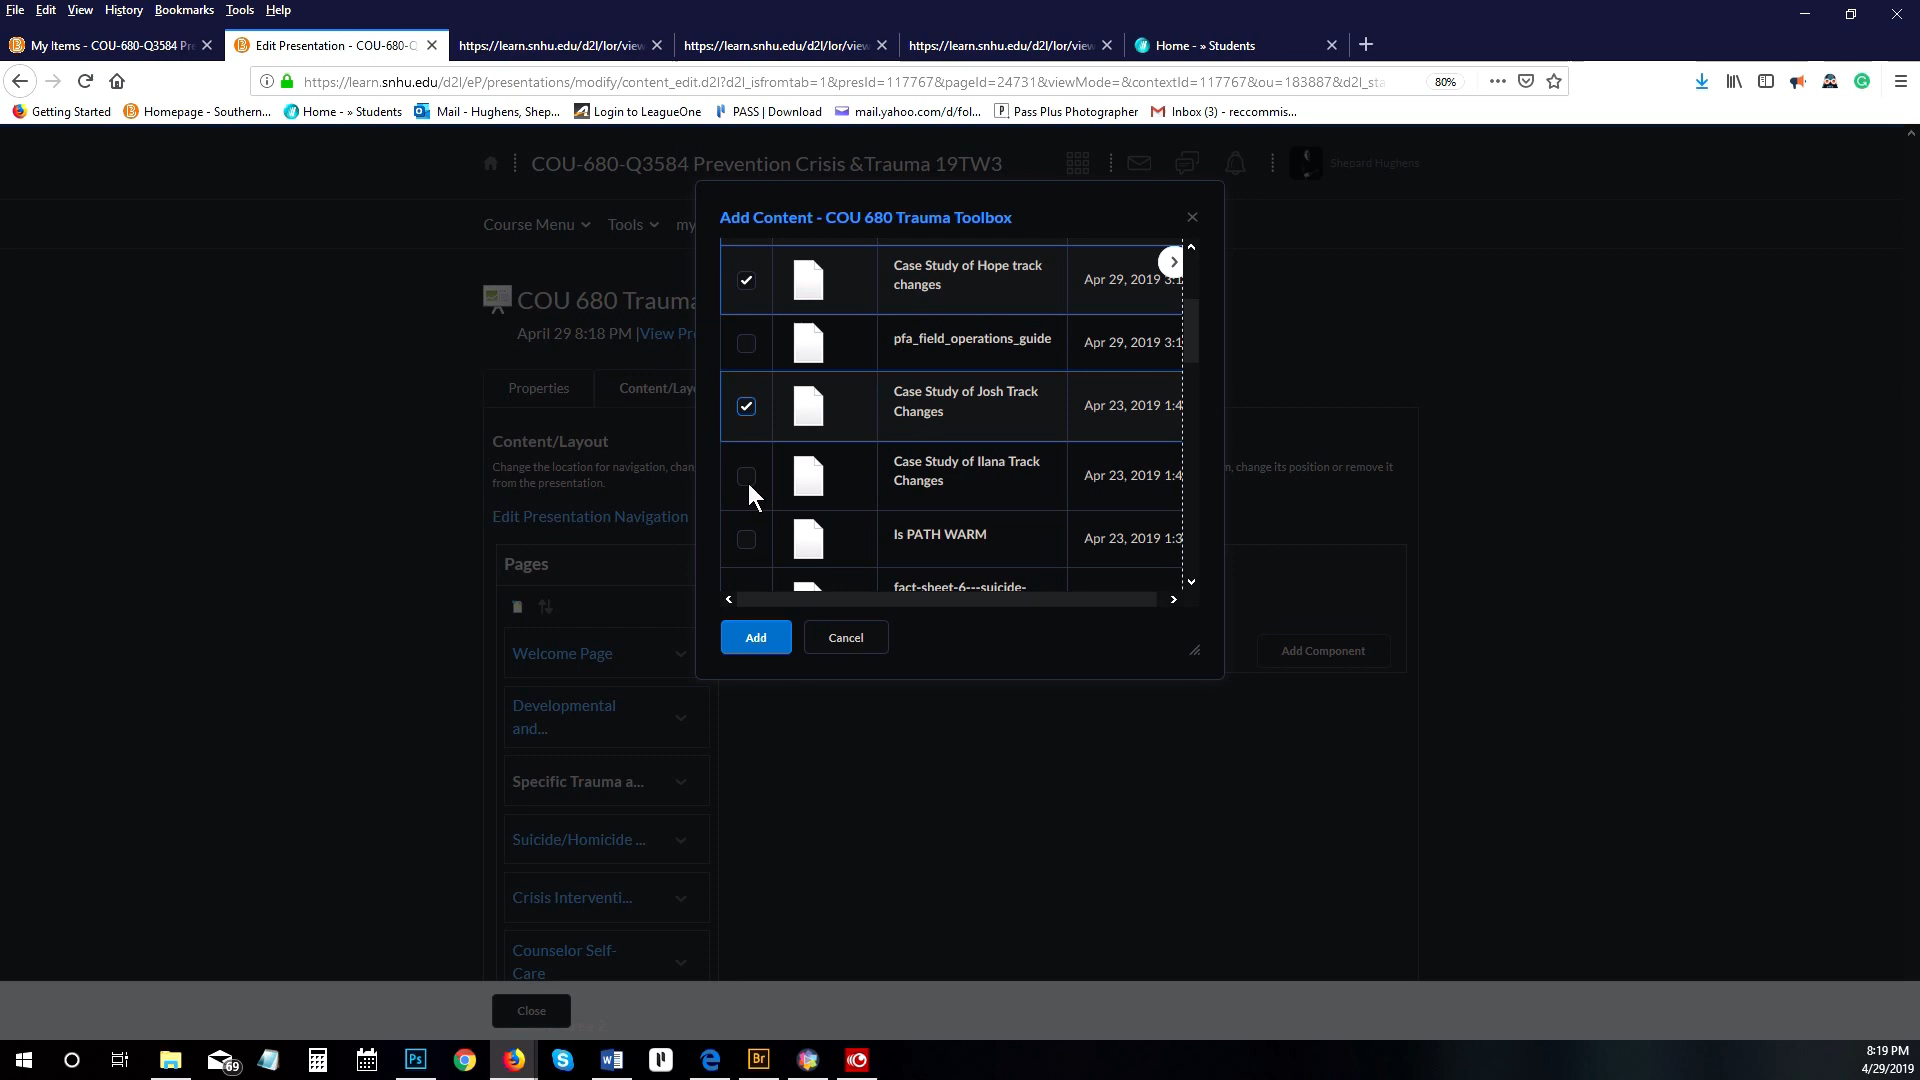 File Edit View History Bookmarks Tools Help
My Items - COU-680-Q3584 Pr
Edit Presentation - COU-680-Q
https://learn.snhu.edu/d2l/lor/view
https://learn.snhu.edu/d2l/lor/view
https://learn.snhu.edu/d2l/lor/view
Home - » Students
https://learn.snhu.edu/d2l/eP/presentations/modify/content_edit.d2l?d2l_isfromtab=1&presId=117767&pageId=24731&viewMode=&contextId=117767&ou=183887&d2l_sta
80%
Getting Started
Homepage - Southern...
Home - » Students
Mail - Hughens, Shep...
Login to LeagueOne
PASS | Download
mail.yahoo.com/d/fol...
Pass Plus Photographer
Inbox (3) - reccommis...
COU-680-Q3584 Prevention Crisis &Trauma 19TW3
Shepard Hughens
Course Menu
Tools
my
COU 680 Trauma
April 29 8:18 PM |View Pr
Properties
Content/Layo
Content/Layout
Change the location for navigation, chan
n, change its position or remove it
from the presentation.
Edit Presentation Navigation
Pages
Welcome Page
Developmental
and...
Specific Trauma a...
Suicide/Homicide ...
Crisis Interventi...
Counselor Self-
Care
Add Component
Close
Add Content - COU 680 Trauma Toolbox
Case Study of Hope track
changes
Apr 29, 2019 3:1
pfa_field_operations_guide
Apr 29, 2019 3:1
Case Study of Josh Track
Changes
Apr 23, 2019 1:4
Case Study of Ilana Track
Changes
Apr 23, 2019 1:4
Is PATH WARM
Apr 23, 2019 1:3
fact-sheet-6---suicide-
Add
Cancel
69
Ps
Br
8:19 PM
4/29/2019